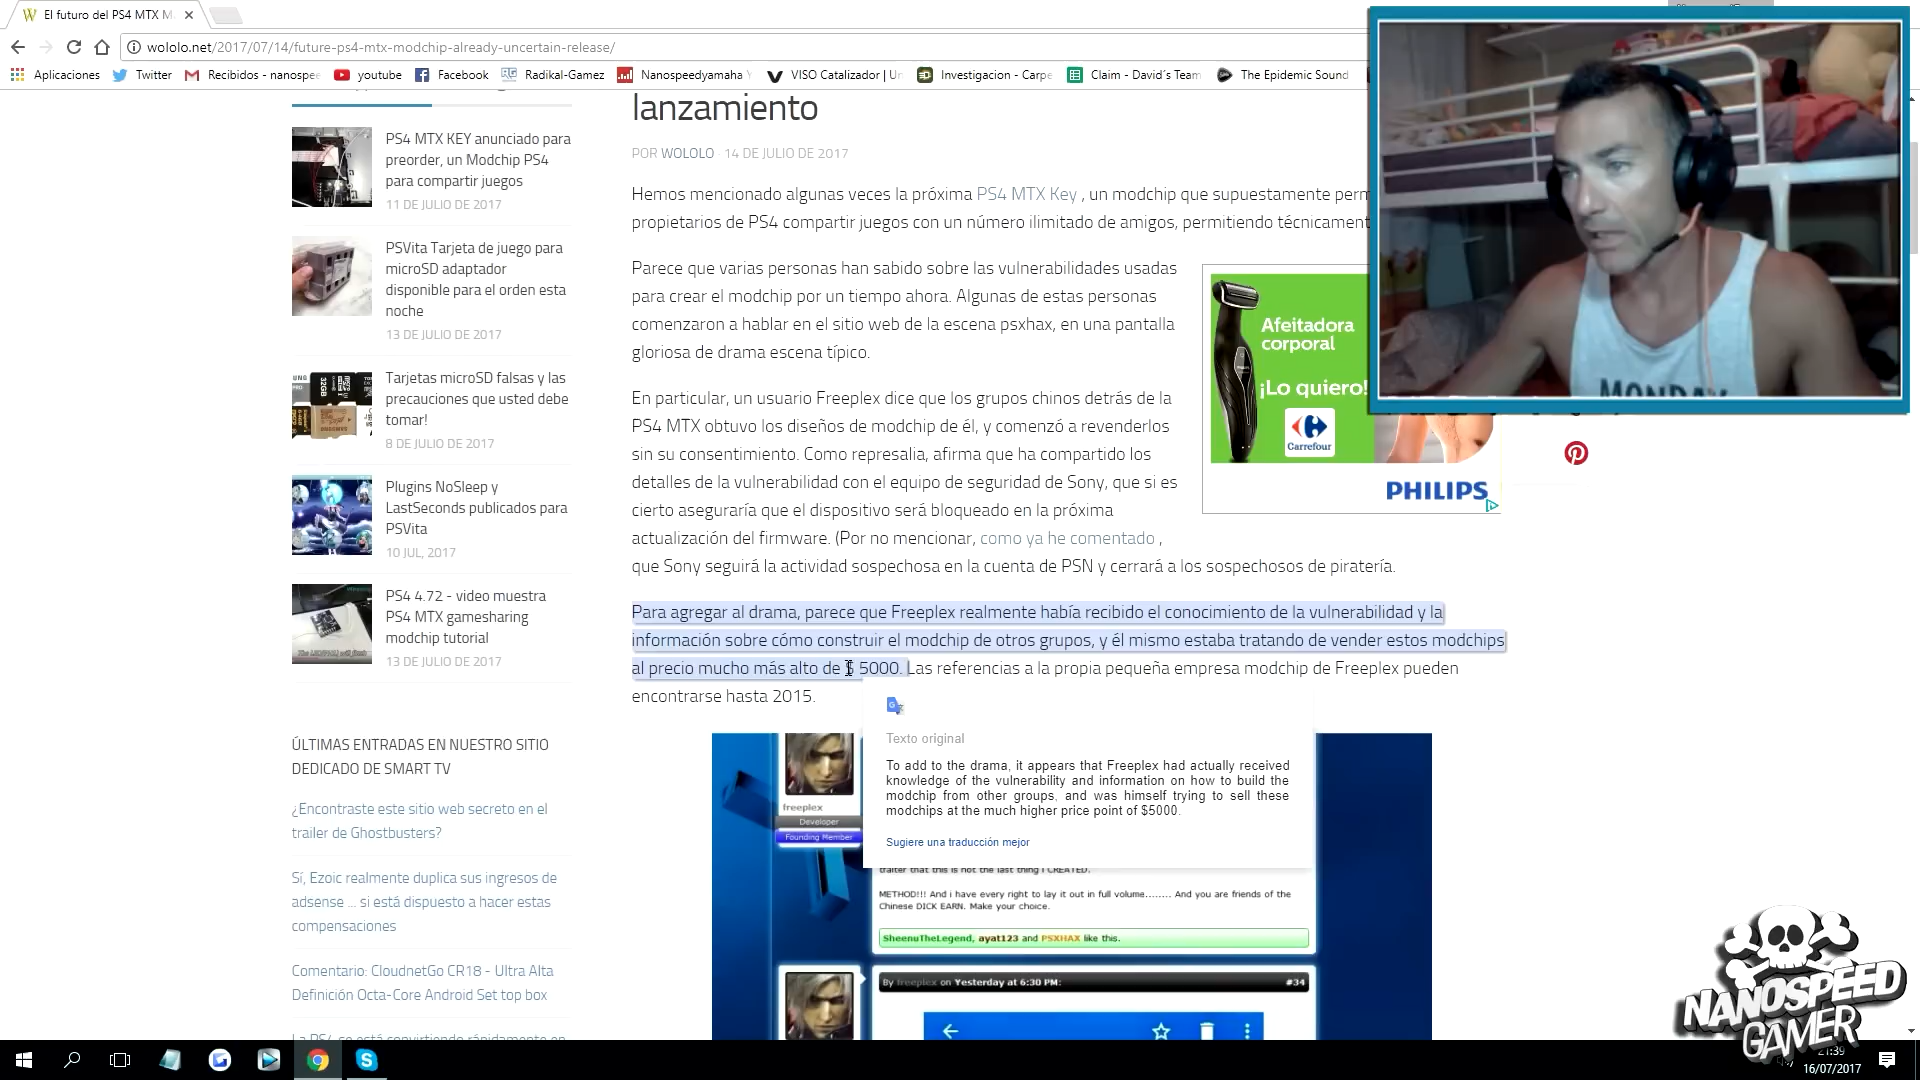 El futuro del PS4 MTX M
wololo.net/2017/07/14/future-ps4-mtx-modchip-already-uncertain-release/
Aplicaciones
Twitter
Recibidos - nanospee
youtube
Facebook
Radikal-Gamez
Nanospeedyamaha
VISO Catalizador | Un
Investigacion - Carpe
Claim - David´s Team
The Epidemic Sound
PS4 MTX KEY anunciado para
preorder, un Modchip PS4
para compartir juegos
11 DE JULIO DE 2017
PSVita Tarjeta de juego para
microSD adaptador
disponible para el orden esta
noche
13 DE JULIO DE 2017
Tarjetas microSD falsas y las
precauciones que usted debe
tomar!
8 DE JULIO DE 2017
Plugins NoSleep y
LastSeconds publicados para
PSVita
10 JUL, 2017
PS4 4.72 - video muestra
PS4 MTX gamesharing
modchip tutorial
13 DE JULIO DE 2017
ÚLTIMAS ENTRADAS EN NUESTRO SITIO
DEDICADO DE SMART TV
¿Encontraste este sitio web secreto en el
trailer de Ghostbusters?
Sí, Ezoic realmente duplica sus ingresos de
adsense ... si está dispuesto a hacer estas
compensaciones
Comentario: CloudnetGo CR18 - Ultra Alta
Definición Octa-Core Android Set top box
La PS4 se está convirtiendo rápidamente en
lanzamiento
POR WOLOLO · 14 DE JULIO DE 2017
Hemos mencionado algunas veces la próxima PS4 MTX Key , un modchip que supuestamente perm
propietarios de PS4 compartir juegos con un número ilimitado de amigos, permitiendo técnicament
Parece que varias personas han sabido sobre las vulnerabilidades usadas
para crear el modchip por un tiempo ahora. Algunas de estas personas
comenzaron a hablar en el sitio web de la escena psxhax, en una pantalla
gloriosa de drama escena típico.
En particular, un usuario Freeplex dice que los grupos chinos detrás de la
PS4 MTX obtuvo los diseños de modchip de él, y comenzó a revenderlos
sin su consentimiento. Como represalia, afirma que ha compartido los
detalles de la vulnerabilidad con el equipo de seguridad de Sony, que si es
cierto aseguraría que el dispositivo será bloqueado en la próxima
actualización del firmware. (Por no mencionar, como ya he comentado ,
que Sony seguirá la actividad sospechosa en la cuenta de PSN y cerrará a los sospechosos de piratería.
Para agregar al drama, parece que Freeplex realmente había recibido el conocimiento de la vulnerabilidad y la
información sobre cómo construir el modchip de otros grupos, y él mismo estaba tratando de vender estos modchips
al precio mucho más alto de $ 5000. Las referencias a la propia pequeña empresa modchip de Freeplex pueden
encontrarse hasta 2015.
Afeitadora
corporal
¡Lo quiero!
Carrefour
PHILIPS
MONDAY
Texto original
To add to the drama, it appears that Freeplex had actually received
knowledge of the vulnerability and information on how to build the
modchip from other groups, and was himself trying to sell these
modchips at the much higher price point of $5000.
Sugiere una traducción mejor
freeplex
Developer
Founding Member
traiter that this is not the last thing I CREATED.
METHOD!!! And i have every right to lay it out in full volume........ And you are friends of the
Chinese DICK EARN. Make your choice.
SheenuTheLegend, ayat123 and PSXHAX like this.
By freeplex on Yesterday at 6:30 PM:
#34
NANOSPEED
GAMER
21:39
16/07/2017